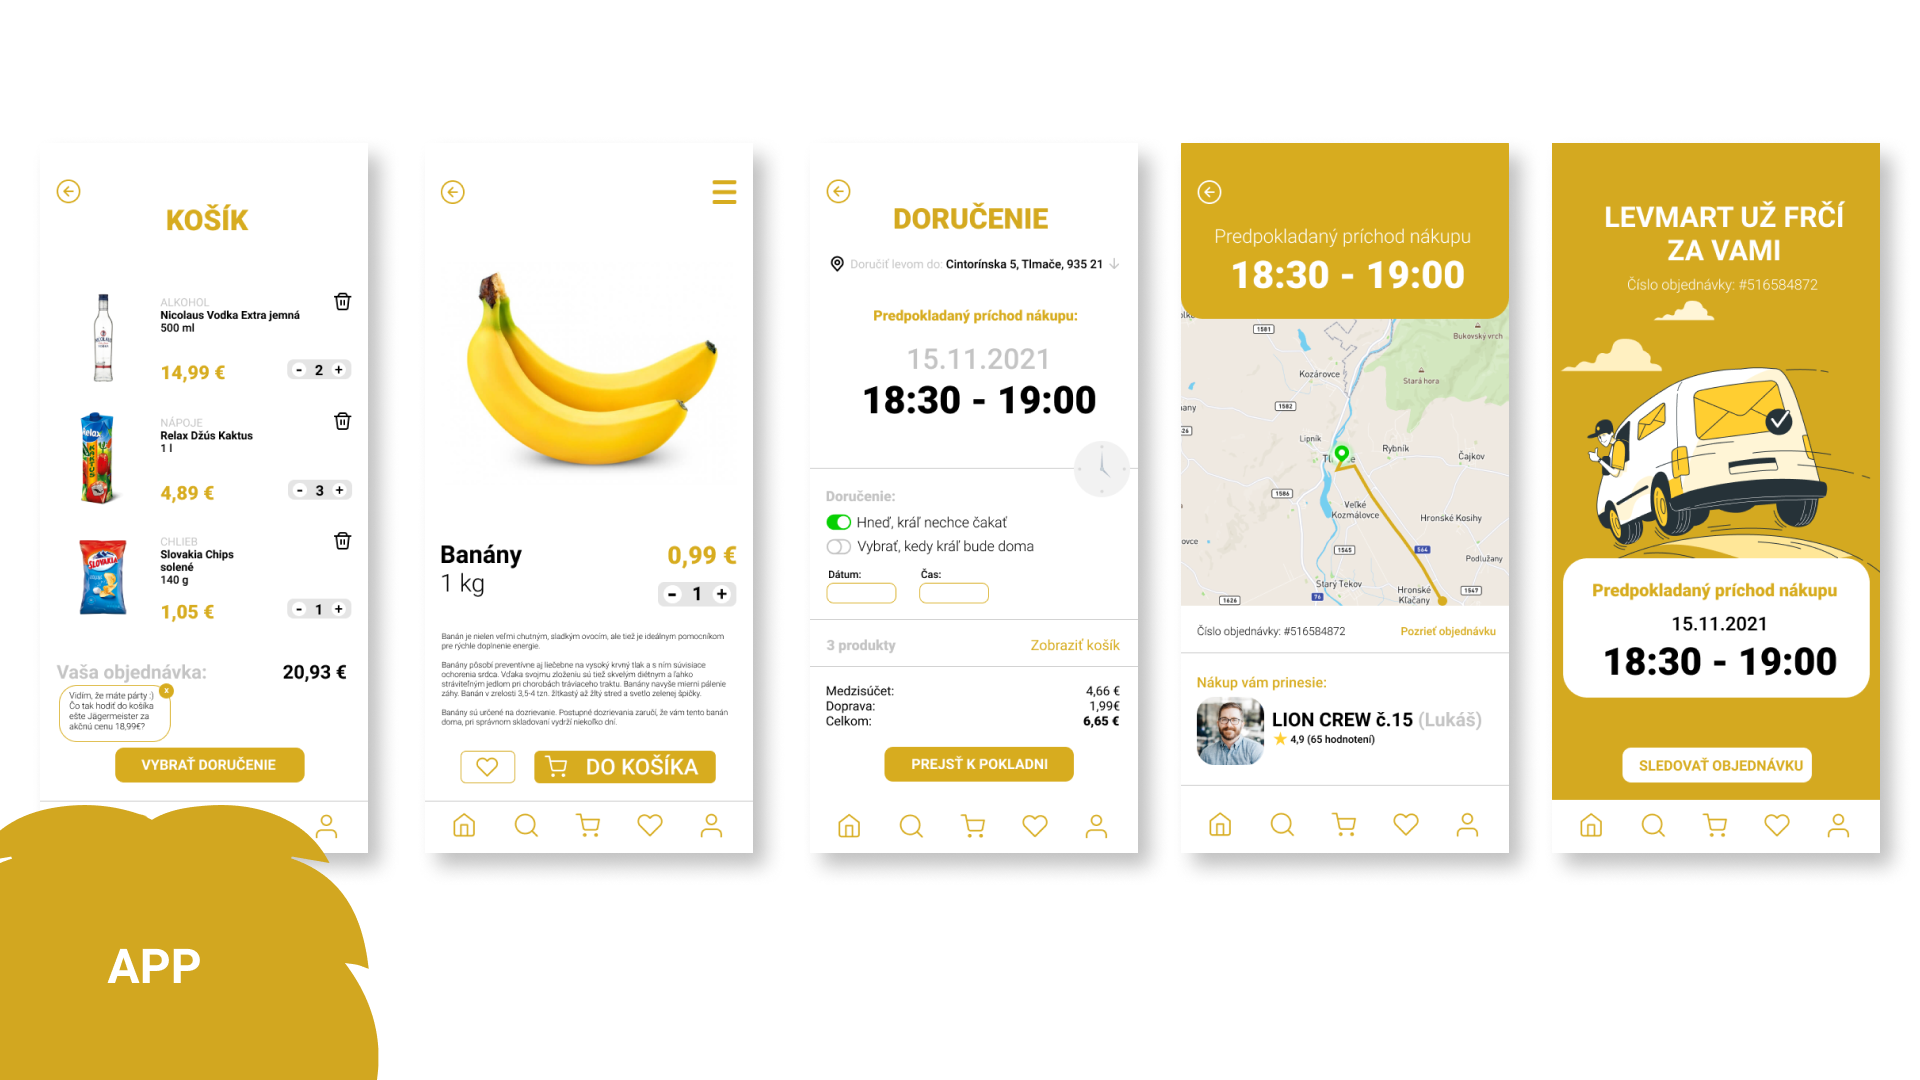 KOŠÍK
ALKOHOL
Nicolaus Vodka Extra jemná
500 ml
14,99 €
- 2 +
NÁPOJE
Relax Džús Kaktus
1 l
4,89 €
- 3 +
CHLIEB
Slovakia Chips
solené
140 g
1,05 €
- 1 +
Vaša objednávka:
20,93 €
x
Vidím, že máte párty :)
Čo tak hodiť do košíka
ešte Jägermeister za
akčnú cenu 18,99€?
VYBRAŤ DORUČENIE
APP
Banány
0,99 €
1 kg
- 1 +
Banán je nielen veľmi chutným, sladkým ovocím, ale tiež je ideálnym pomocníkom
pre rýchle doplnenie energie.
Banány pôsobí preventívne aj liečebne na vysoký krvný tlak a s ním súvisiace
ochorenia srdca. Vďaka svojmu zloženiu sú tiež skvelým diétnym a ľahko
stráviteľným jedlom pri chorobách tráviaceho traktu. Banány navyše mierni pálenie
záhy. Banán v zrelosti 3,5-4 tzn. žltkastý až žltý stred a svetlo zelenej špičky.
Banány sú určené na dozrievanie. Postupné dozrievania zaručí, že vám tento banán
doma, pri správnom skladovaní vydrží niekoľko dní.
DO KOŠÍKA
DORUČENIE
Doručiť levom do: Cintorínska 5, Tlmače, 935 21
Predpokladaný príchod nákupu:
15.11.2021
18:30 - 19:00
Doručenie:
Hneď, kráľ nechce čakať
Vybrať, kedy kráľ bude doma
Dátum:
Čas:
3 produkty
Zobraziť košík
Medzisúčet:
4,66 €
Doprava:
1,99€
Celkom:
6,65 €
PREJSŤ K POKLADNI
Predpokladaný príchod nákupu
18:30 - 19:00
1581
Bukovský vrch
Kozárovce
Stará hora
1582
Lipník
Rybník
Čajkov
1586
Veľké
Kozmálovce
Hronské Kosihy
1545
564
Podlužany
Starý Tekov
Hronské
Kľačany
76
1547
1626
Číslo objednávky: #516584872
Pozrieť objednávku
Nákup vám prinesie:
LION CREW č.15 (Lukáš)
4,9 (65 hodnotení)
LEVMART UŽ FRČÍ
ZA VAMI
Číslo objednávky: #516584872
Predpokladaný príchod nákupu
15.11.2021
18:30 - 19:00
SLEDOVAŤ OBJEDNÁVKU